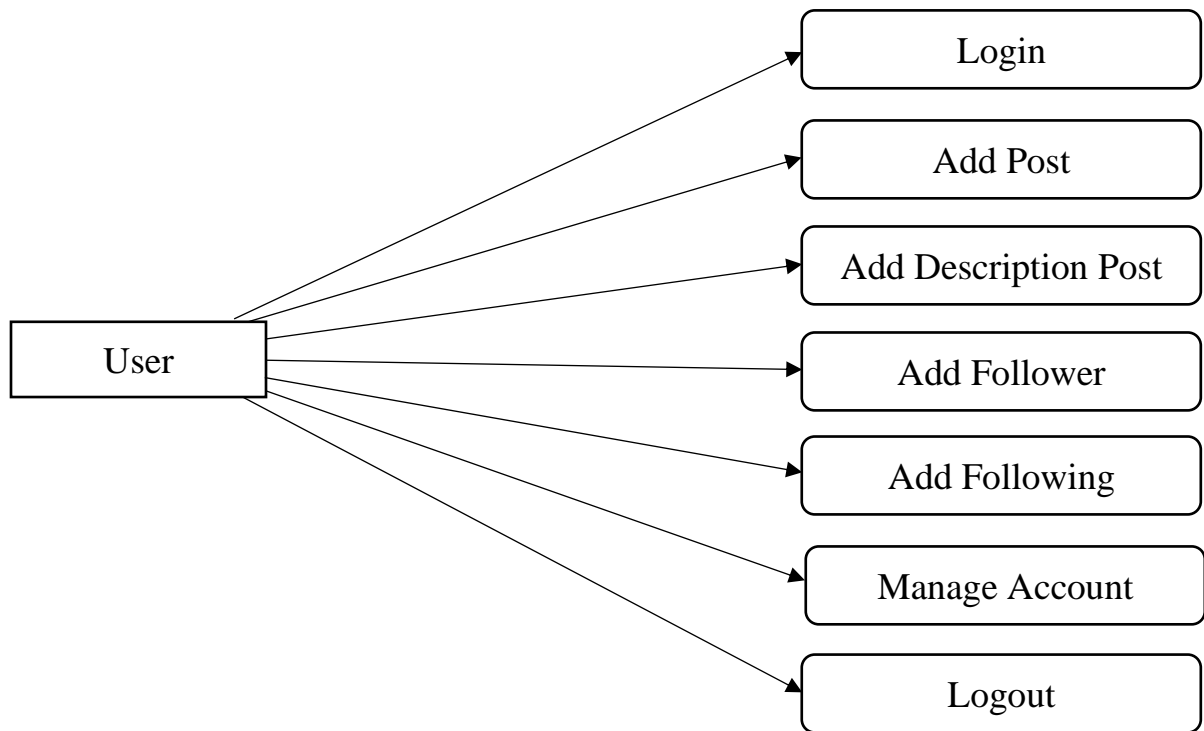 Login
Add Post
Add Description Post
User
Add Follower
Add Following
Manage Account
Logout